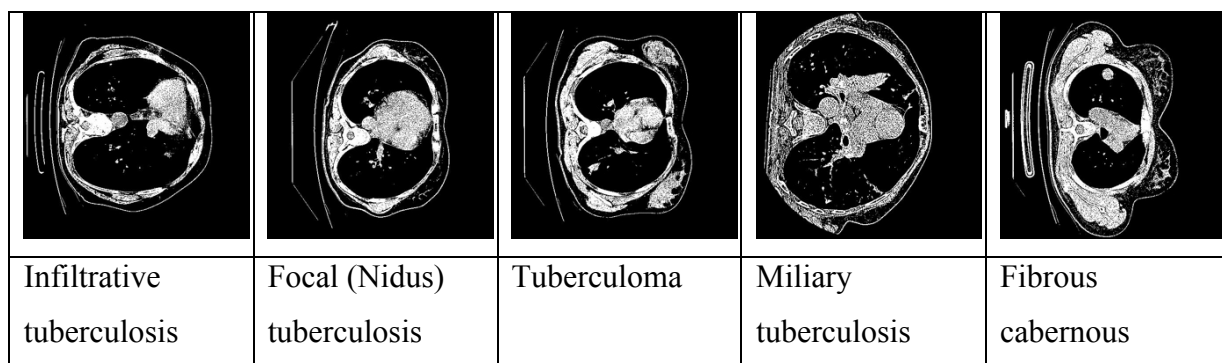 Infiltrative
tuberculosis
Focal (Nidus)
tuberculosis
Tuberculoma
Miliary
tuberculosis
Fibrous
cabernous